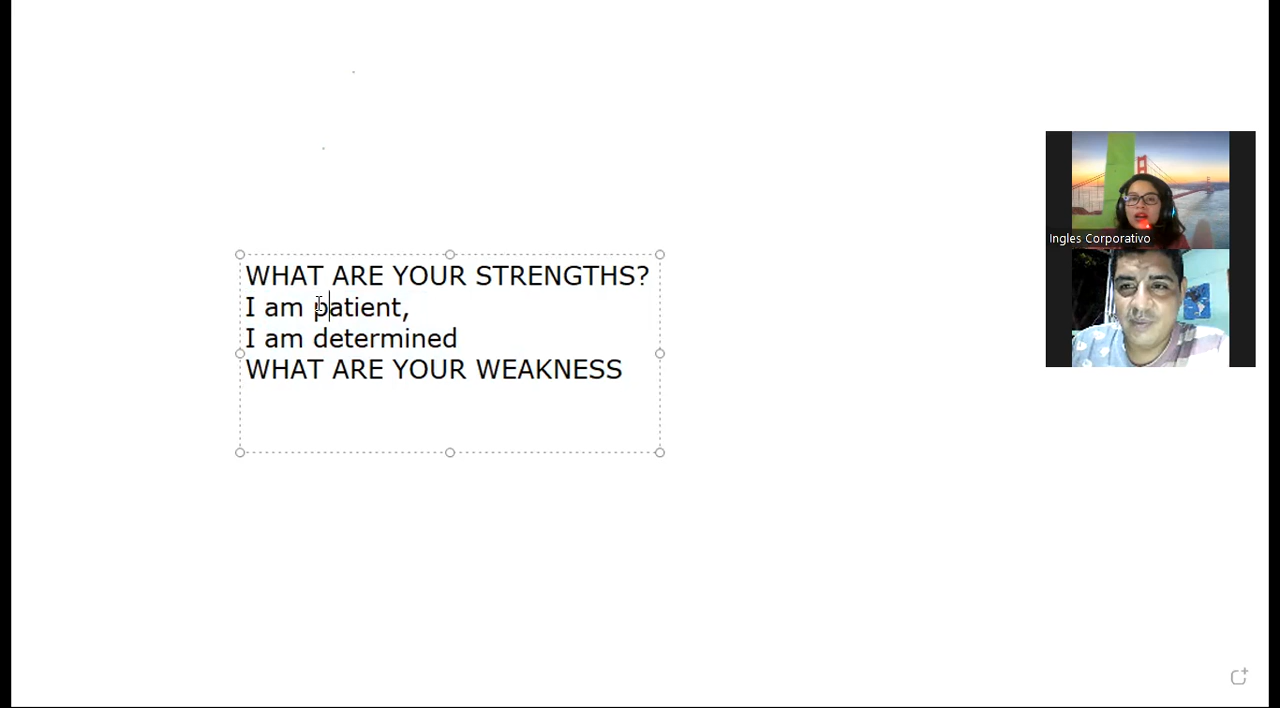 WHAT ARE YOUR STRENGTHS?
I am patient,
I am determined
WHAT ARE YOUR WEAKNESS
Ingles Corporativo